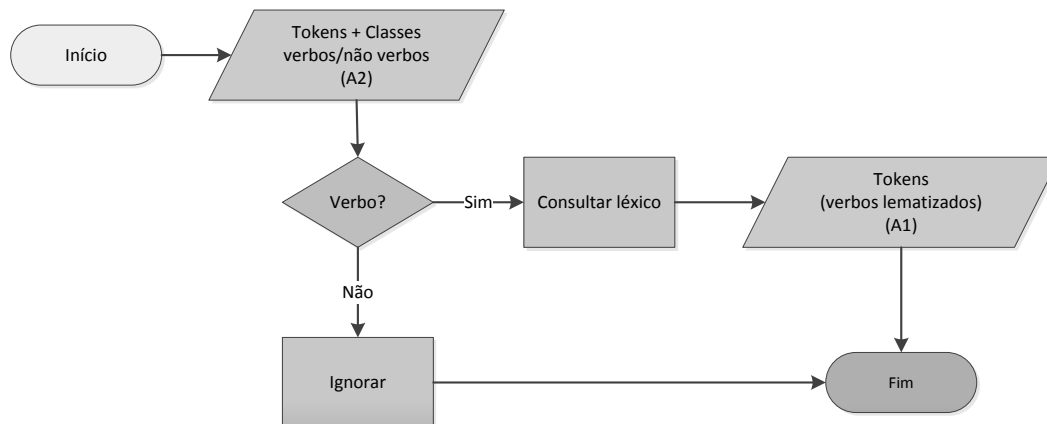 Início
Tokens + Classes
verbos/não verbos
(A2)
Verbo?
Sim
Consultar léxico
Tokens
(verbos lematizados)
(A1)
Não
Ignorar
Fim